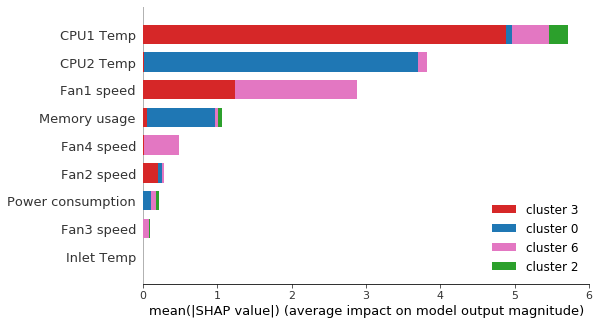 CPU1 Temp
CPU2 Temp
Fan1 speed
Memory usage
Fan4 speed
Fan2 speed
Power consumption
Fan3 speed
Inlet Temp
cluster 3
cluster 0
cluster 6
cluster 2
0 1 2 3 4 5 6
mean(|SHAP value|) (average impact on model output magnitude)